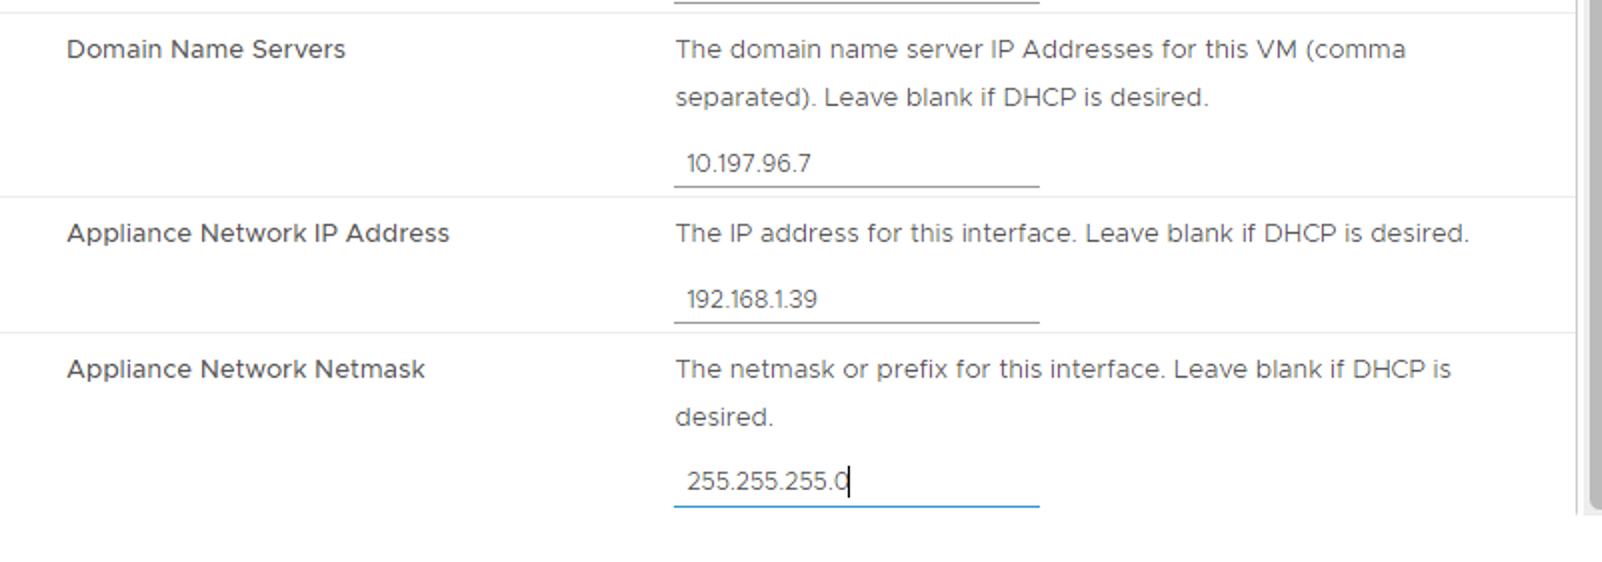 Domain Name Servers
The domain name server IP Addresses for this VM (comma
separated). Leave blank if DHCP is desired.
10.197.96.7
Appliance Network IP Address
The IP address for this interface. Leave blank if DHCP is desired.
192.168.1.39
Appliance Network Netmask
The netmask or prefix for this interface. Leave blank if DHCP is
desired.
255.255.255.0